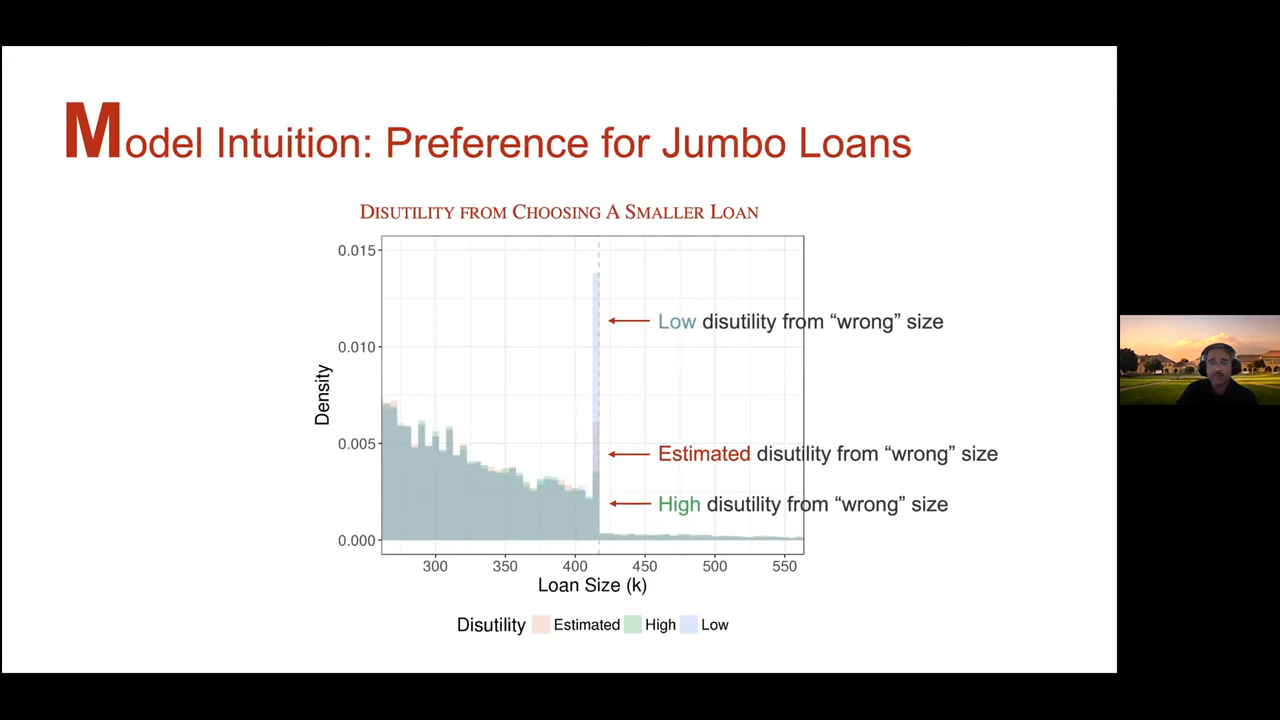 Model Intuition: Preference for Jumbo Loans
DISUTILITY FROM CHOOSING A SMALLER LOAN
0.015
0.010
0.005
0.000
Density
Low disutility from “wrong” size
Estimated disutility from “wrong” size
High disutility from “wrong” size
300 350 400 450 500 550
Loan Size (k)
Disutility Estimated High Low